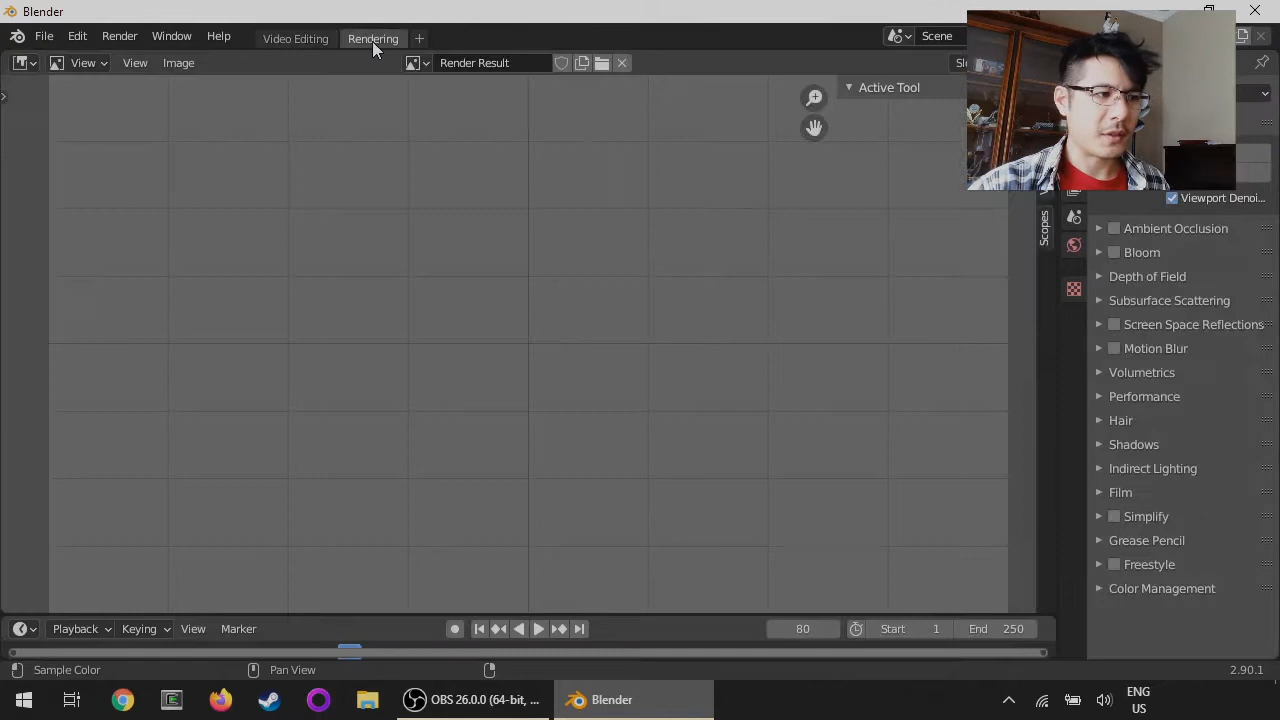 Blender
File Edit Render Window Help Video Editing Rendering + Scene
View View Image Render Result
Active Tool
Scopes
Viewport Denoi...
Ambient Occlusion
Bloom
Depth of Field
Subsurface Scattering
Screen Space Reflections
Motion Blur
Volumetrics
Performance
Hair
Shadows
Indirect Lighting
Film
Simplify
Grease Pencil
Freestyle
Color Management
Playback Keying View Marker 80 Start 1 End 250
Sample Color Pan View 2.90.1
OBS 26.0.0 (64-bit, ... Blender ENG
US